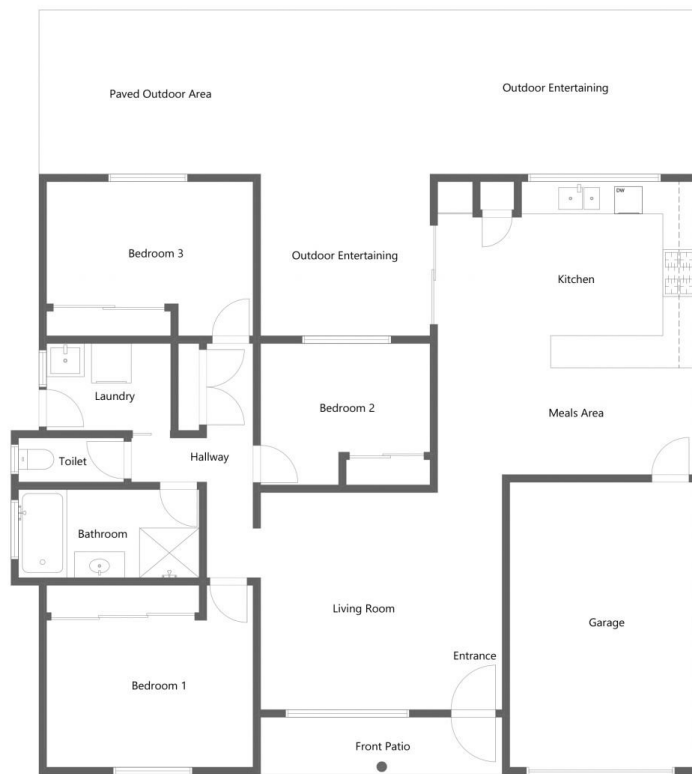 Paved Outdoor Area
Outdoor Entertaining
DW
Bedroom 3
Outdoor Entertaining
Kitchen
Laundry
Bedroom 2
Meals Area
Toilet
Hallway
Bathroom
Living Room
Garage
Entrance
Bedroom 1
Front Patio